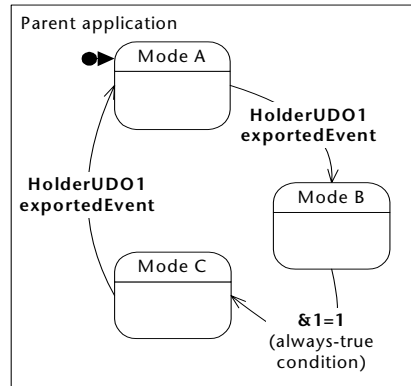 Parent application
Mode A
HolderUDO1
exportedEvent
HolderUDO1
exportedEvent
Mode B
Mode C
&1=1
(always-true
condition)